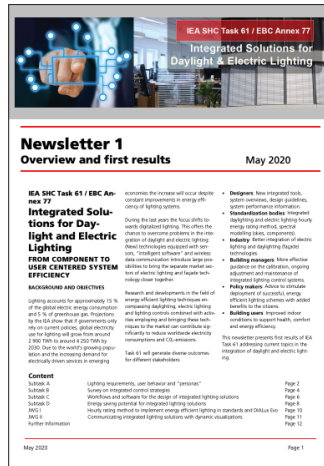 IEA SHC Task 61 / EBC Annex 77
Integrated Solutions for
Daylight & Electric Lighting
Newsletter 1
Overview and first results
May 2020
IEA SHC Task 61 / EBC An-
nex 77
Integrated Solu-
tions for Day-
light and Electric
Lighting
FROM COMPONENT TO
USER CENTERED SYSTEM
EFFICIENCY
BACKGROUND AND OBJECTIVES
Lighting accounts for approximately 15 %
of the global electric energy consumption
and 5 % of greenhouse gas. Projections
by the IEA show that if governments only
rely on current policies, global electricity
use for lighting will grow from around
2 900 TWh to around 4 250 TWh by
2030. Due to the world's growing popu-
lation and the increasing demand for
electrically-driven services in emerging
economies the increase will occur despite
constant improvements in energy effi-
ciency of lighting systems.
During the last years the focus shifts to-
wards digitalized lighting. This offers the
chance to promote and foster the inte-
gration of daylight and electric lighting:
(New) technologies equipped with sen-
sors, "intelligent software" and wireless
data communication introduce large pos-
sibilities to bring the separate market sec-
tors of electric lighting and façade tech-
nology closer together.
Research and developments in the field of
energy efficient lighting techniques en-
compassing daylighting, electric lighting
and lighting controls combined with activ-
ities employing and bringing these tech-
niques to the market can contribute sig-
nificantly to reduce worldwide electricity
consumptions and CO₂-emissions.
Task 61 will generate diverse outcomes
for different stakeholders:
• Designers: New integrated tools,
system overviews, design guidelines,
system performance information.
• Standardization bodies: Integrated
daylighting and electric lighting hourly
energy rating method, spectral
modelling (skies, components).
• Industry: Better integration of electric
lighting and daylighting (façade)
technologies.
• Building managers: More effective
guidance on the calibration, ongoing
adjustment and maintenance of
integrated lighting control systems.
• Policy makers: Advice to stimulate
deployment of successful, energy
efficient lighting schemes with added
benefits to the citizens.
• Building users: Improved indoor
conditions to support health, comfort
and energy efficiency.
This newsletter presents first results of IEA
Task 61 addressing current topics in the
integration of daylight and electric light-
ing.
Content
Subtask A Lighting requirements, user behavior and "personas" Page 2
Subtask B Survey on integrated control strategies Page 4
Subtask C Workflows and software for the design of integrated lighting solutions Page 6
Subtask D Energy saving potential for integrated lighting solutions Page 8
JWG I Hourly rating method to implement energy efficient lighting in standards and DIALux Evo Page 10
JWG II Communicating integrated lighting solutions with dynamic visualizations Page 11
Further Information Page 12
May 2020 Page 1